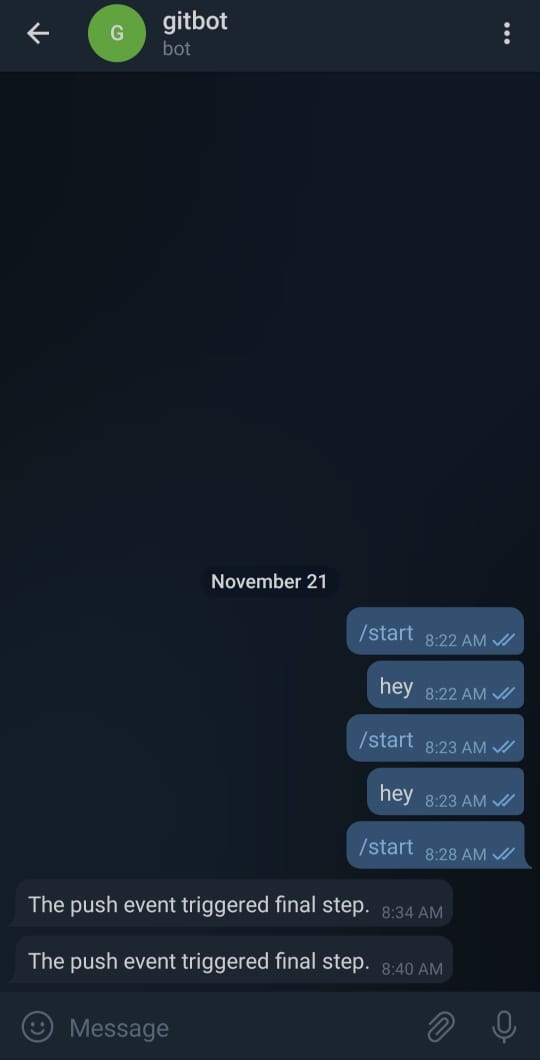 G
gitbot
bot
November 21
/start 8:22 AM
hey 8:22 AM
/start 8:23 AM
hey 8:23 AM
/start 8:28 AM
The push event triggered final step. 8:34 AM
The push event triggered final step. 8:40 AM
Message